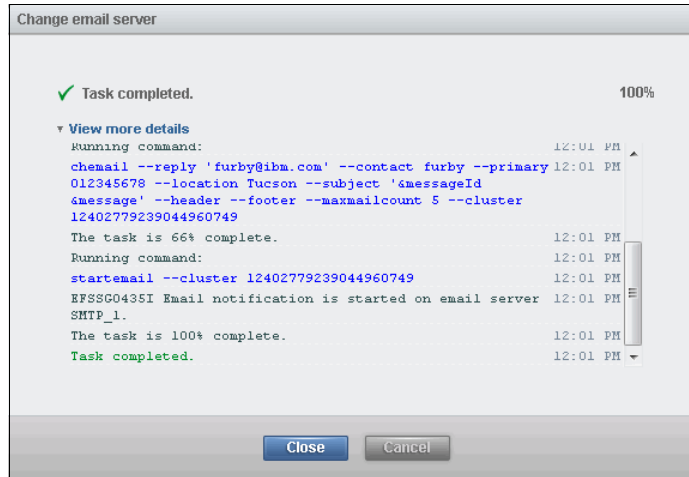 Change email server
Task completed. 100%
View more details
Running command: 12:01 PM
chemail --reply 'furby@ibm.com' --contact furby --primary 12:01 PM
012345678 --location Tucson --subject '&messageId
&message' --header --footer --maxmailcount 5 --cluster
12402779239044960749
The task is 66% complete. 12:01 PM
Running command: 12:01 PM
startemail --cluster 12402779239044960749 12:01 PM
EFSSG0435I Email notification is started on email server 12:01 PM
SMTP_1.
The task is 100% complete. 12:01 PM
Task completed. 12:01 PM
Close Cancel